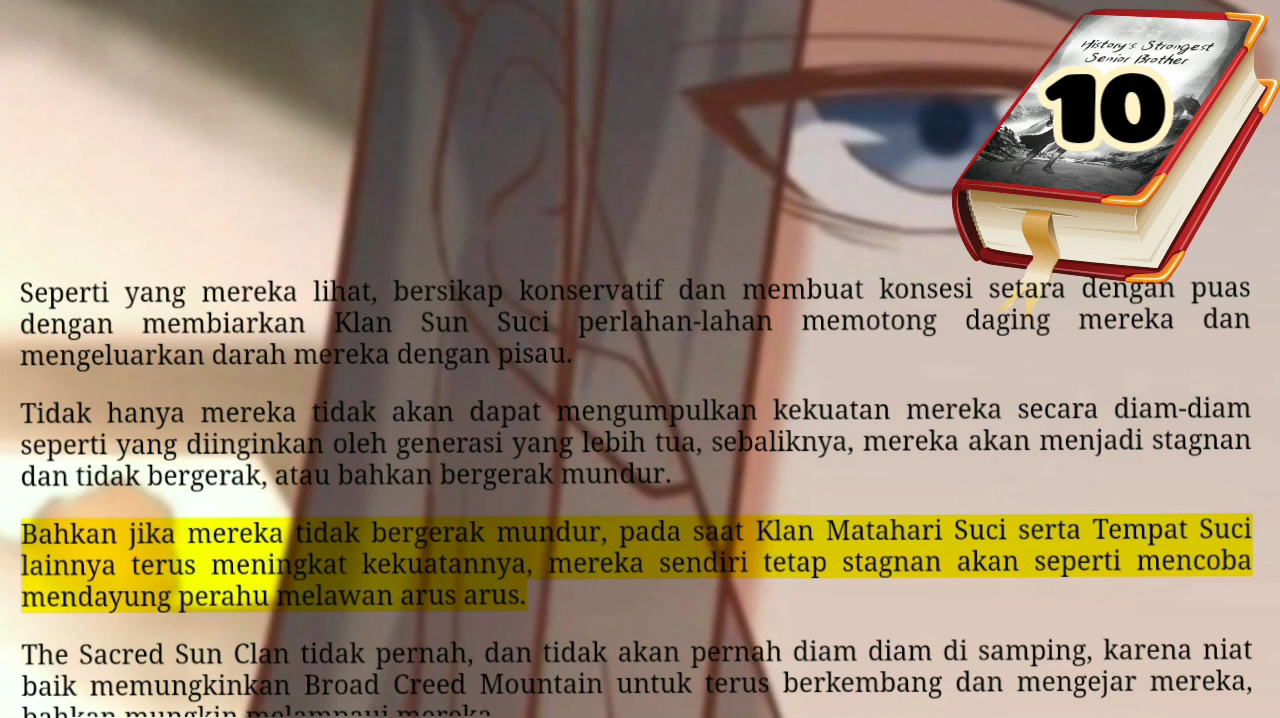 History's Strongest
Senior Brother
10
Seperti yang mereka lihat, bersikap konservatif dan membuat konsesi setara dengan puas
dengan membiarkan Klan Sun Suci perlahan-lahan memotong daging mereka dan
mengeluarkan darah mereka dengan pisau.
Tidak hanya mereka tidak akan dapat mengumpulkan kekuatan mereka secara diam-diam
seperti yang diinginkan oleh generasi yang lebih tua, sebaliknya, mereka akan menjadi stagnan
dan tidak bergerak, atau bahkan bergerak mundur.
Bahkan jika mereka tidak bergerak mundur, pada saat Klan Matahari Suci serta Tempat Suci
lainnya terus meningkat kekuatannya, mereka sendiri tetap stagnan akan seperti mencoba
mendayung perahu melawan arus arus.
The Sacred Sun Clan tidak pernah, dan tidak akan pernah diam diam di samping, karena niat
baik memungkinkan Broad Creed Mountain untuk terus berkembang dan mengejar mereka,
bahkan mungkin melampaui mereka.